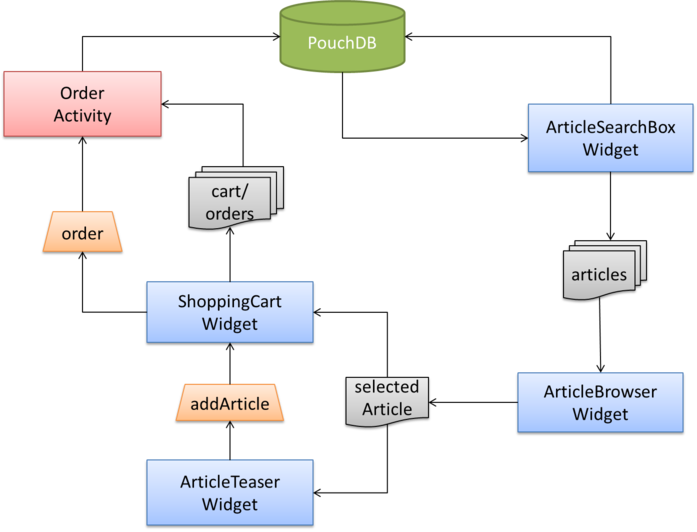 PouchDB
Order
Activity
ArticleSearchBox
Widget
cart/
orders
order
articles
ShoppingCart
Widget
selected
Article
ArticleBrowser
Widget
addArticle
ArticleTeaser
Widget